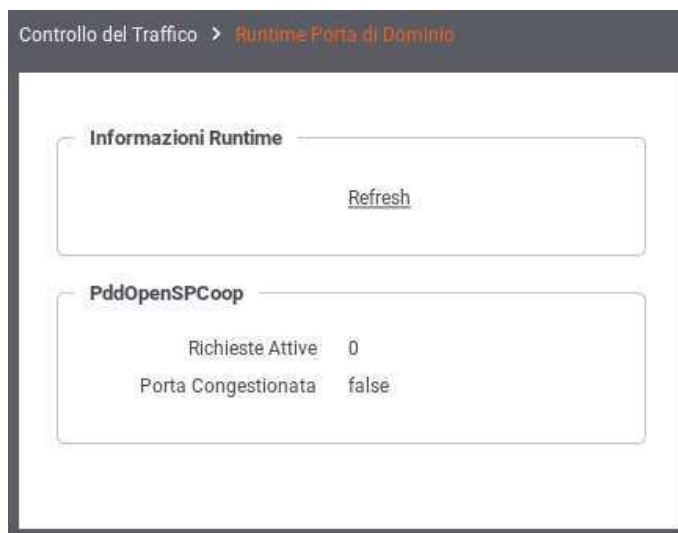 Controllo del Traffico > Runtime Porta di Dominio
Informazioni Runtime
Refresh
PddOpenSPCoop
Richieste Attive 0
Porta Congestionata false